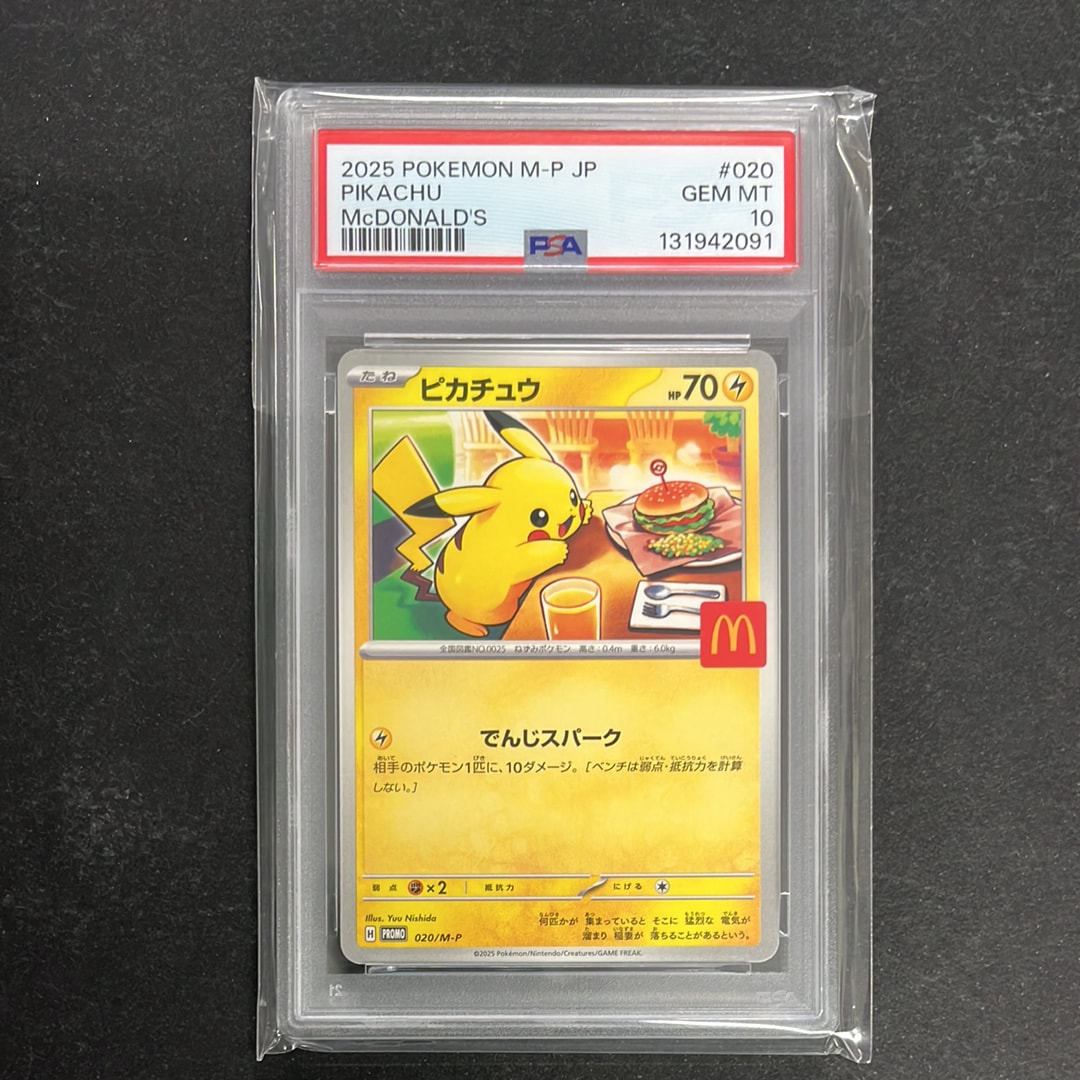 2025 POKEMON M-P JP #020
PIKACHU GEM MT
McDONALD'S 10
PSA 131942091
たね ピカチュウ HP 70
全国図鑑NO.0025 ねずみポケモン 高さ:0.4m 重さ:6.0kg
でんじスパーク
相手のポケモン1匹に、10ダメージ。[ベンチは弱点・抵抗力を計算
しない。]
弱点 ×2 抵抗力 にげる
Illus. Yuu Nishida
何匹かが 集まっていると そこに 猛烈な 電気が
溜まり 稲妻が 落ちることがあるという。
H PROMO 020/M-P
©2025 Pokémon/Nintendo/Creatures/GAME FREAK.